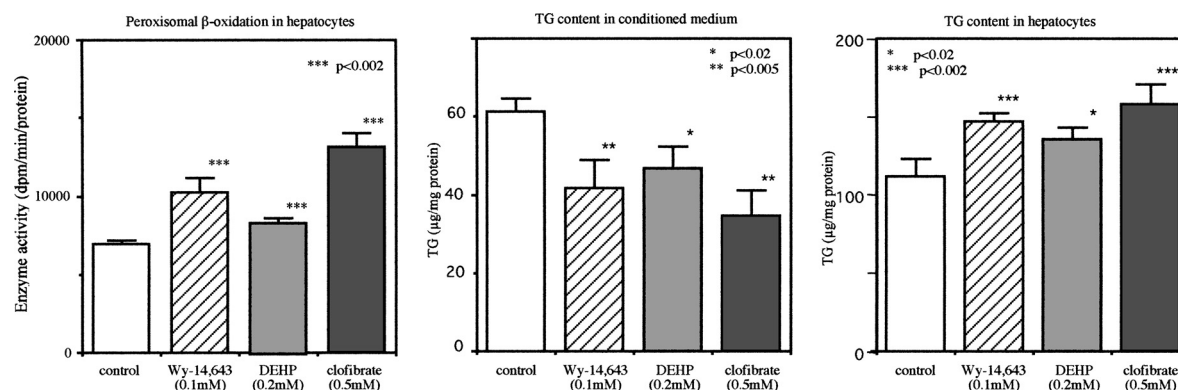 Peroxisomal β-oxidation in hepatocytes
20000
*** p<0.002
***
***
***
10000
0
Enzyme activity (dpm/min/protein)
control
Wy-14,643
(0.1mM)
DEHP
(0.2mM)
clofibrate
(0.5mM)
TG content in conditioned medium
* p<0.02
** p<0.005
60
**
*
**
40
20
0
TG (μg/mg protein)
control
Wy-14,643
(0.1mM)
DEHP
(0.2mM)
clofibrate
(0.5mM)
TG content in hepatocytes
200
* p<0.02
*** p<0.002
***
*
***
100
0
TG (μg/mg protein)
control
Wy-14,643
(0.1mM)
DEHP
(0.2mM)
clofibrate
(0.5mM)